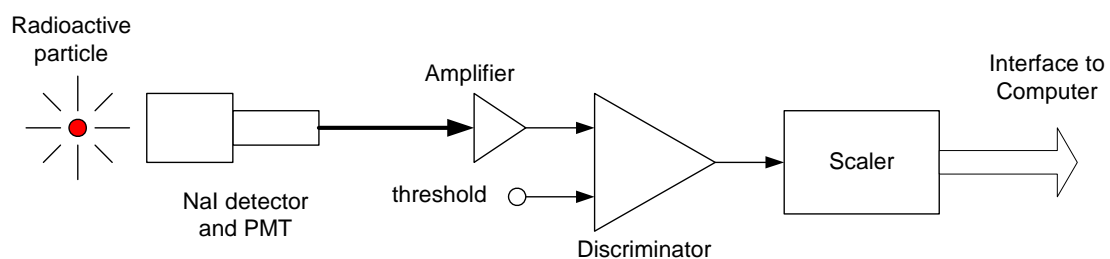 Radioactive
particle
NaI detector
and PMT
Amplifier
threshold
Discriminator
Scaler
Interface to
Computer